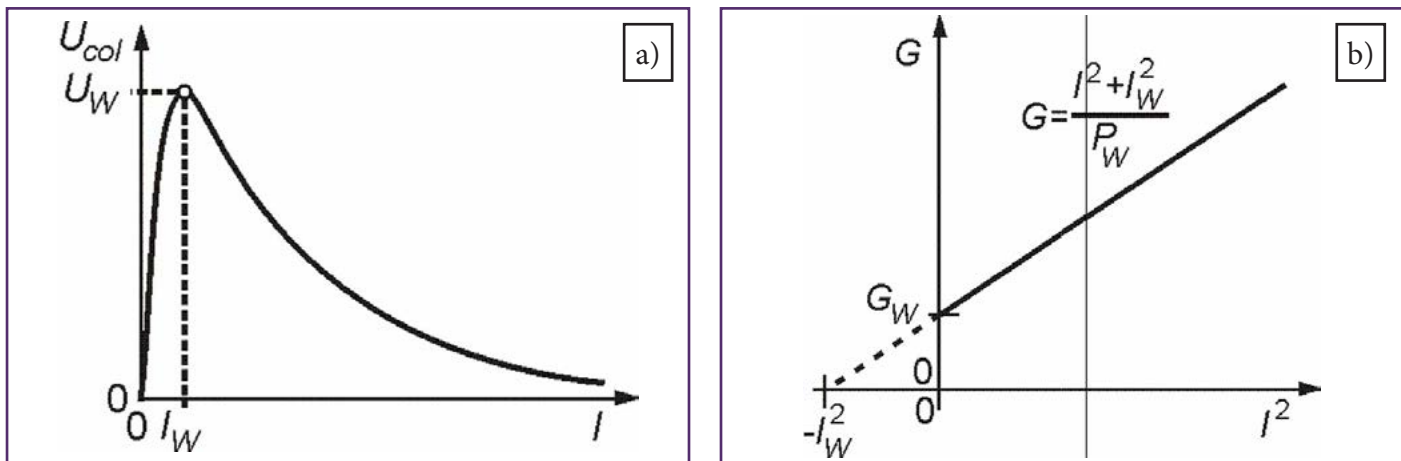 a)
U_col
U_W
0
0 I_W I
b)
G
G = (I² + I_W²) / P_W
G_W
0
-I_W² 0 I²